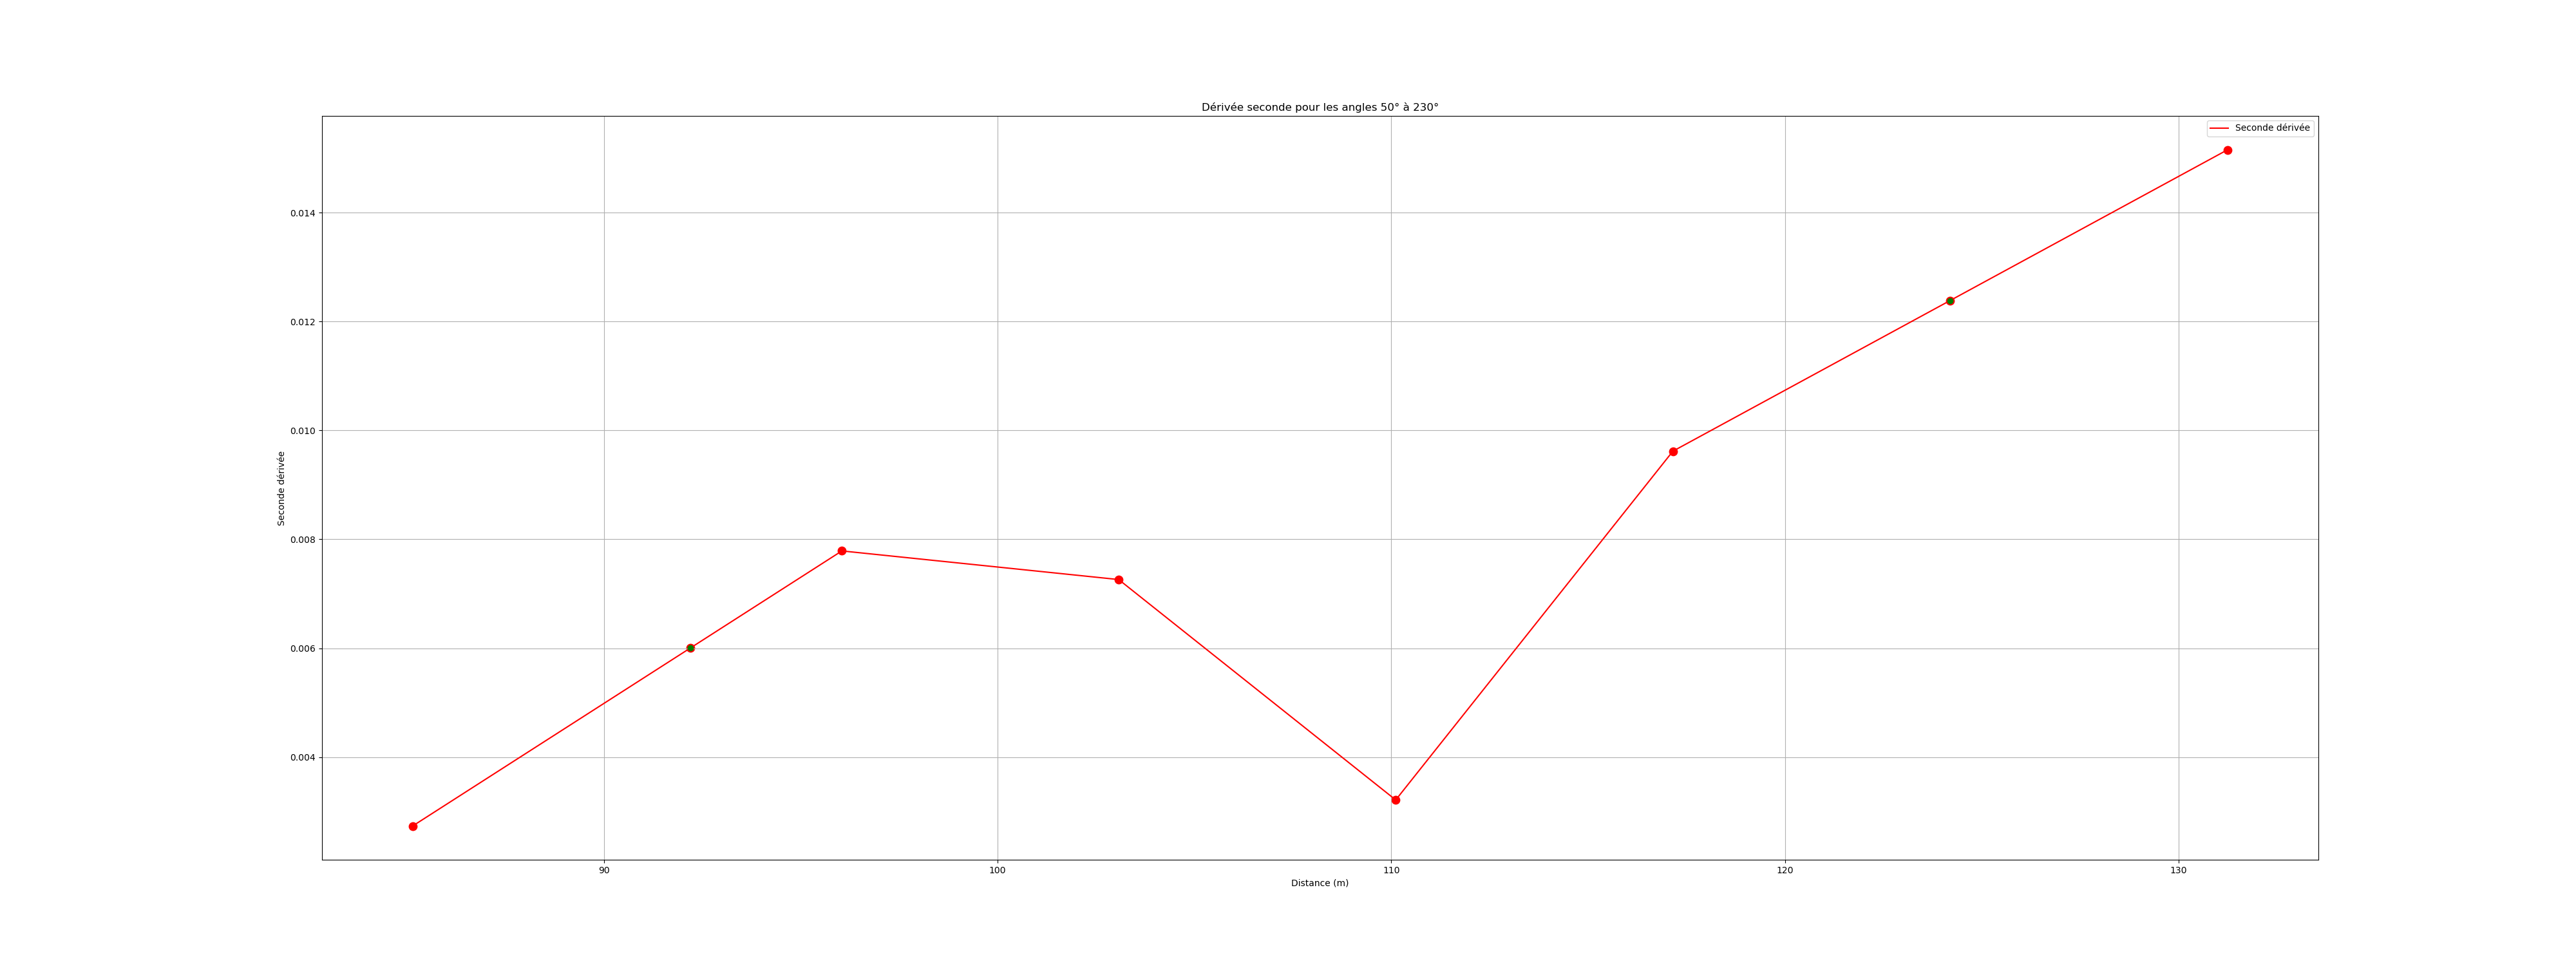 Dérivée seconde pour les angles 50° à 230°
Seconde dérivée
0.014
0.012
0.010
0.008
0.006
0.004
Seconde dérivée
90
100
110
120
130
Distance (m)